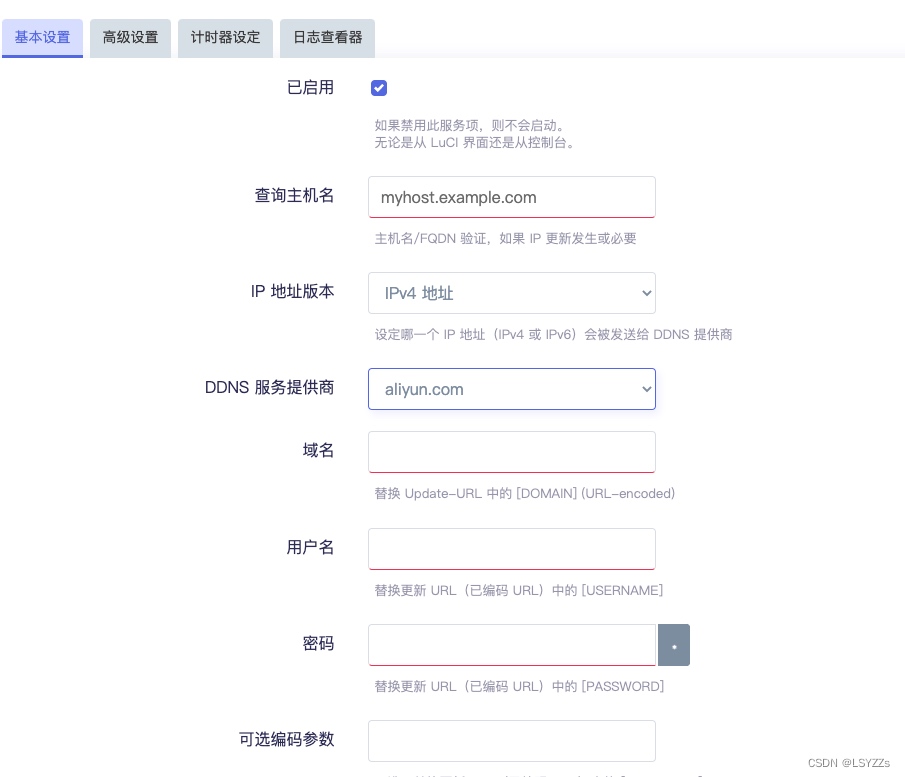 基本设置 高级设置 计时器设定 日志查看器
已启用
如果禁用此服务项，则不会启动。
无论是从 LuCI 界面还是从控制台。
查询主机名 myhost.example.com
主机名/FQDN 验证，如果 IP 更新发生或必要
IP 地址版本 IPv4 地址
设定哪一个 IP 地址（IPv4 或 IPv6）会被发送给 DDNS 提供商
DDNS 服务提供商 aliyun.com
域名
替换 Update-URL 中的 [DOMAIN] (URL-encoded)
用户名
替换更新 URL（已编码 URL）中的 [USERNAME]
密码 *
替换更新 URL（已编码 URL）中的 [PASSWORD]
可选编码参数
CSDN @LSYZZs